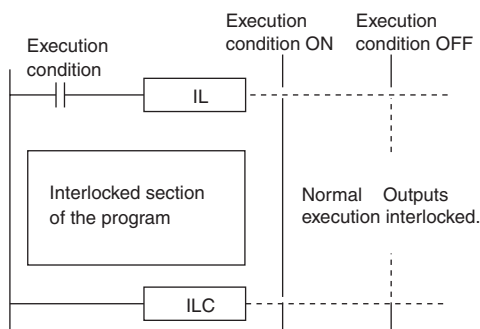 Execution
condition ON
Execution
condition OFF
Execution
condition
IL
Interlocked section
of the program
Normal
execution
Outputs
interlocked.
ILC